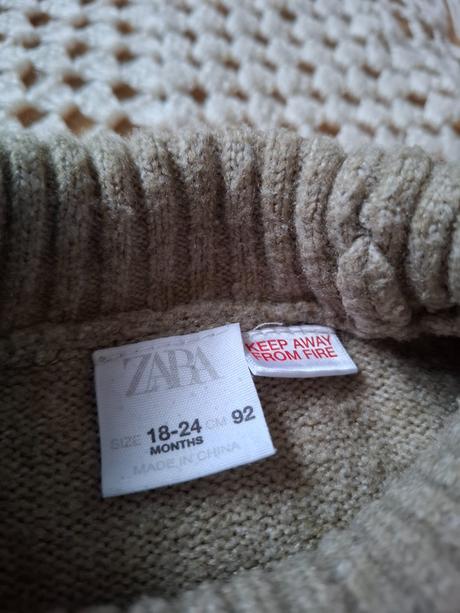 ZARA
SIZE 18-24 CM 92
MONTHS
MADE IN CHINA
KEEP AWAY
FROM FIRE